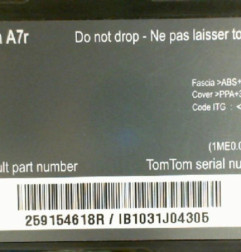 A7r
Do not drop - Ne pas laisser to
Fascia >ABS+
Cover >PPA+
Code ITG : <
(1ME0.
ult part number
TomTom serial nu
259154618R / IB1031J04305